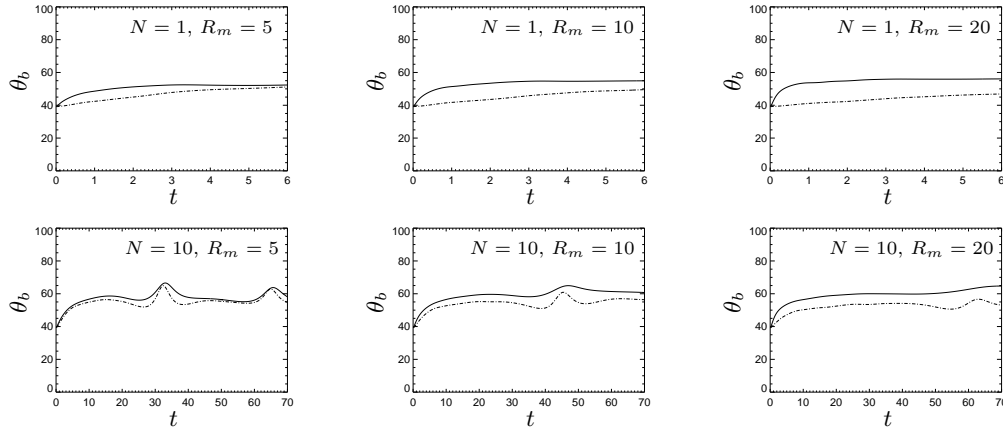 N = 1, R_m = 5
θ_b
100
80
60
40
20
0
0 1 2 3 4 5 6
t
N = 1, R_m = 10
θ_b
100
80
60
40
20
0
0 1 2 3 4 5 6
t
N = 1, R_m = 20
θ_b
100
80
60
40
20
0
0 1 2 3 4 5 6
t
N = 10, R_m = 5
θ_b
100
80
60
40
20
0
0 10 20 30 40 50 60 70
t
N = 10, R_m = 10
θ_b
100
80
60
40
20
0
0 10 20 30 40 50 60 70
t
N = 10, R_m = 20
θ_b
100
80
60
40
20
0
0 10 20 30 40 50 60 70
t